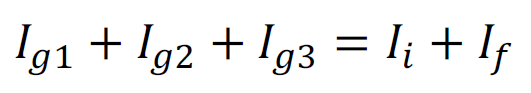 I_{g1} + I_{g2} + I_{g3} = I_i + I_f